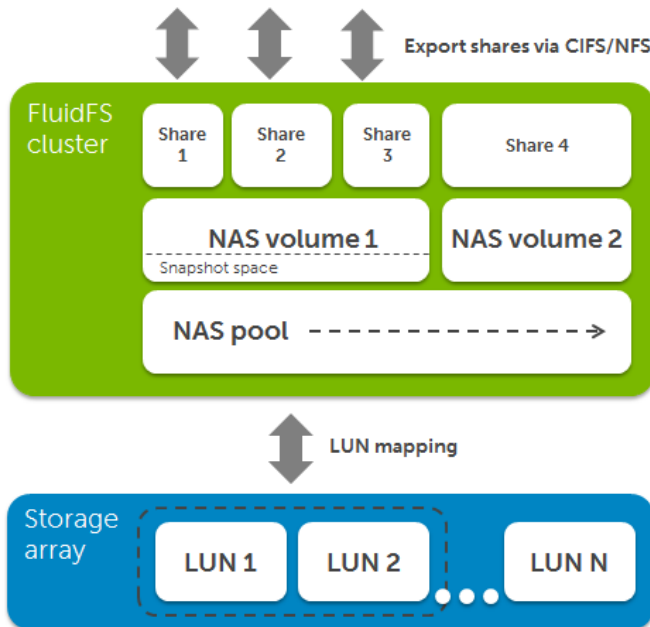 Export shares via CIFS/NFS
FluidFS
cluster
Share
1
Share
2
Share
3
Share 4
NAS volume 1
Snapshot space
NAS volume 2
NAS pool
LUN mapping
Storage
array
LUN 1
LUN 2
LUN N